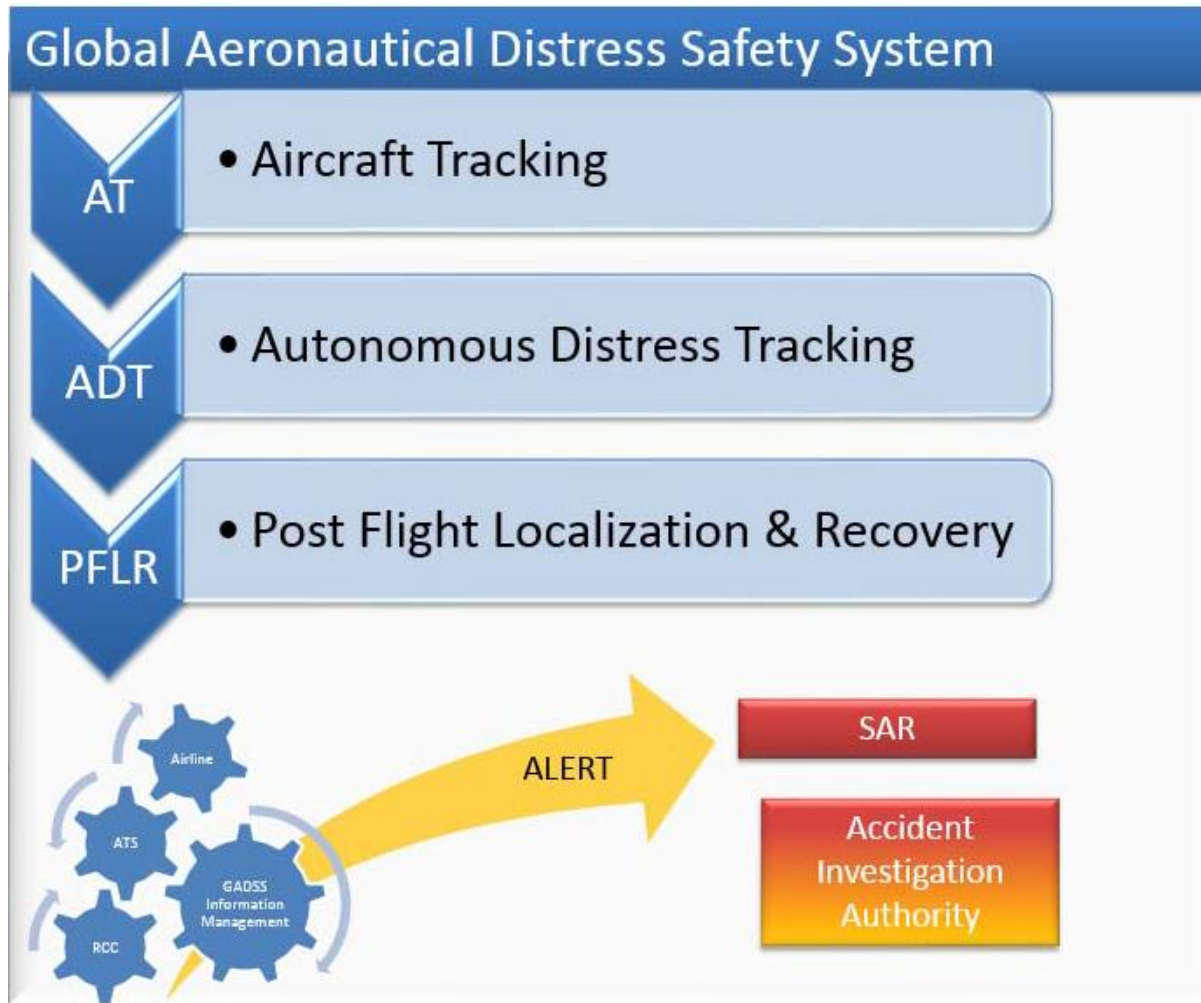 Global Aeronautical Distress Safety System
AT
• Aircraft Tracking
ADT
• Autonomous Distress Tracking
PFLR
• Post Flight Localization & Recovery
Airline
ATS
RCC
GADSS
Information
Management
ALERT
SAR
Accident
Investigation
Authority